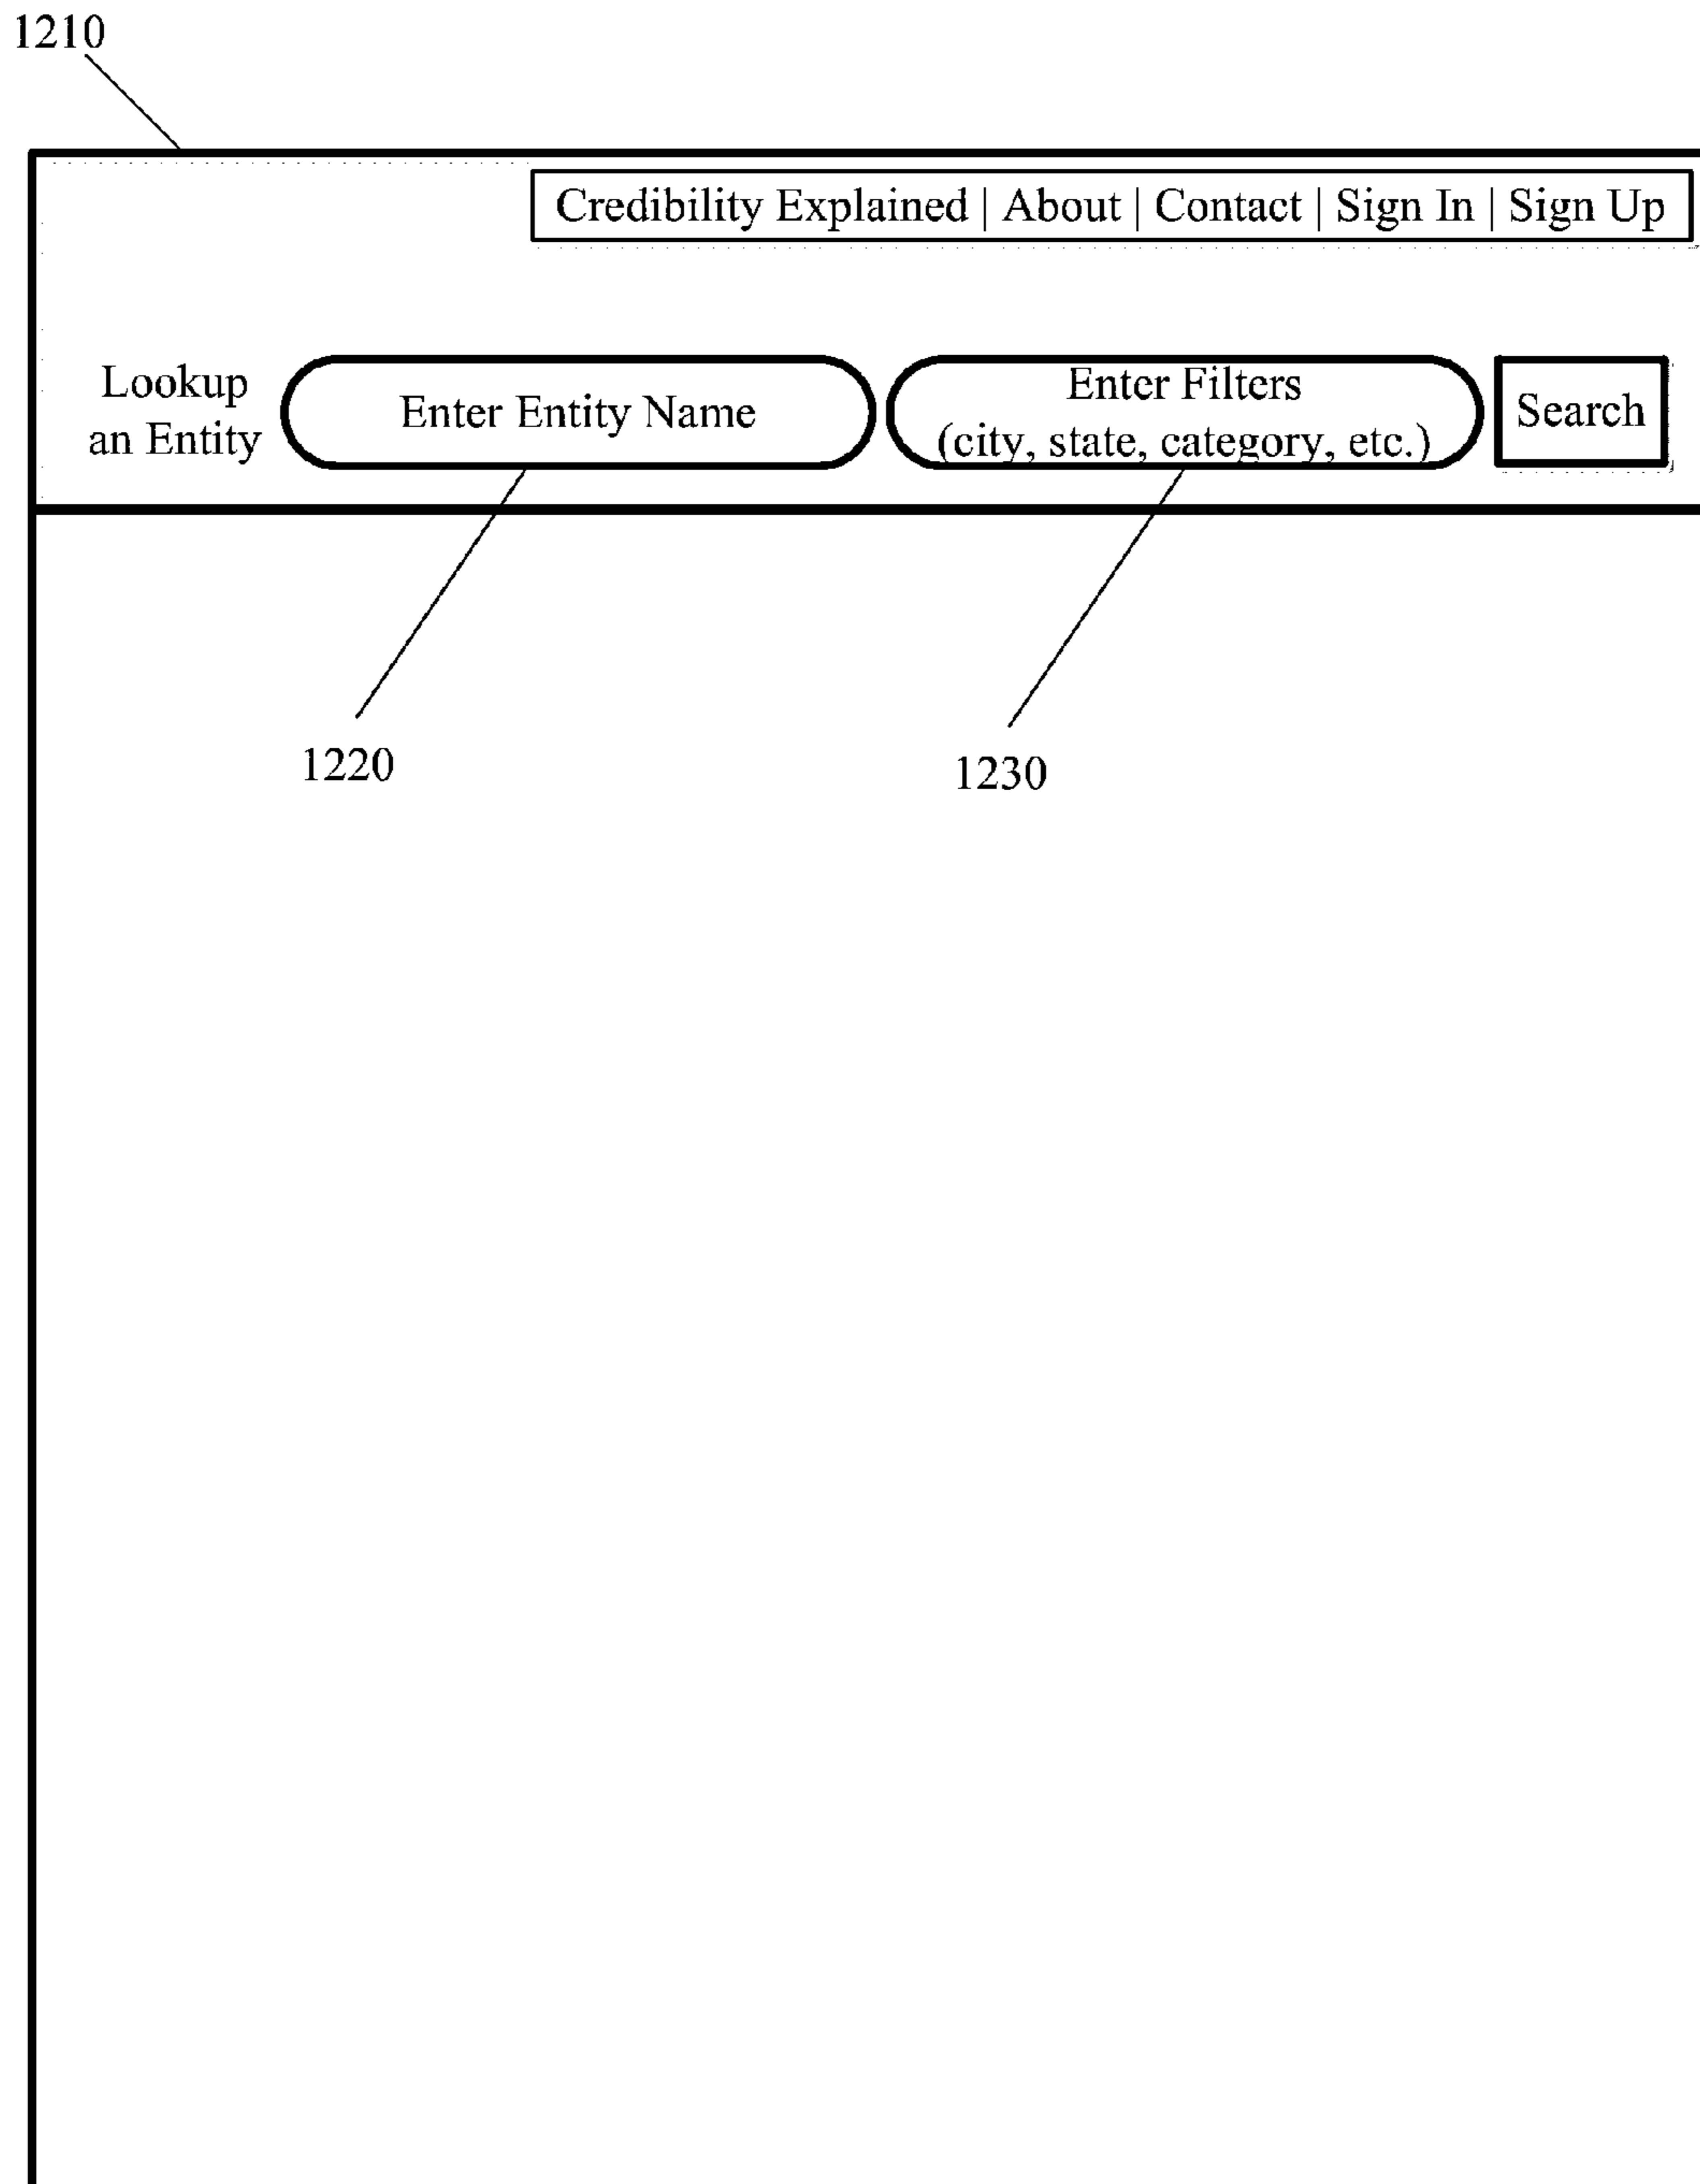 1210
Credibility Explained | About | Contact | Sign In | Sign Up
Lookup
an Entity
Enter Entity Name
Enter Filters
(city, state, category, etc.)
Search
1220
1230